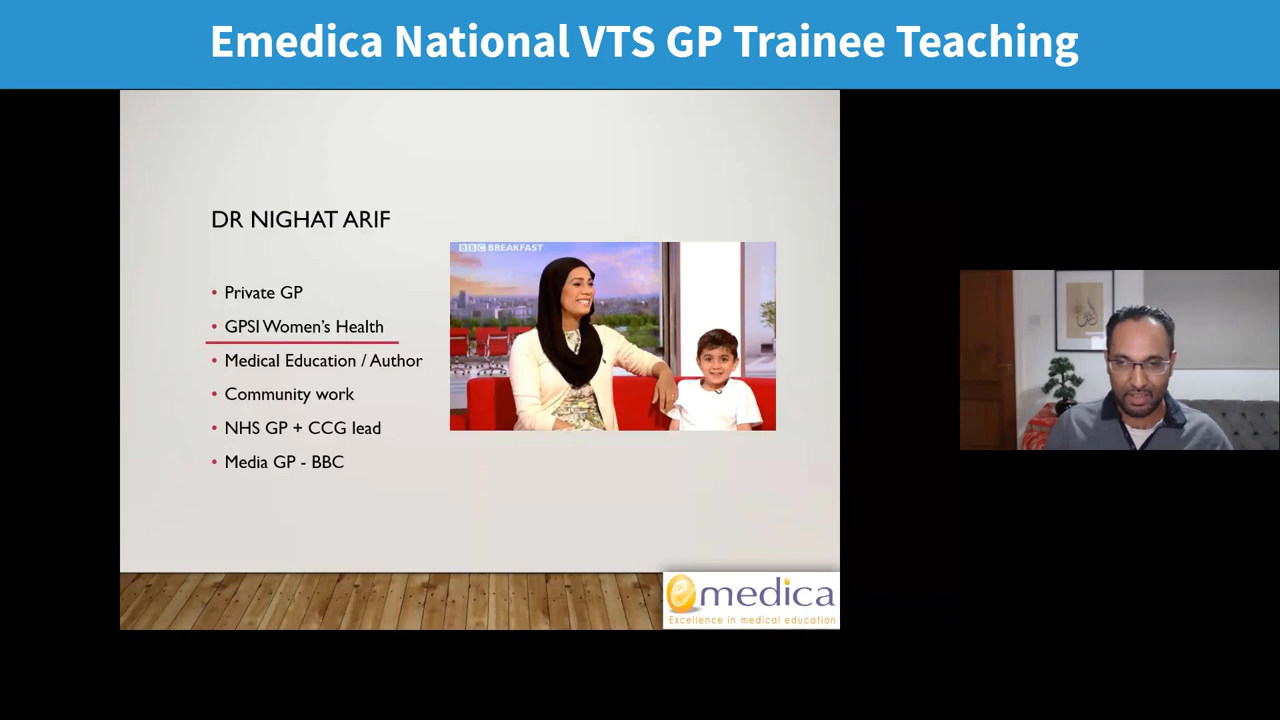 Emedica National VTS GP Trainee Teaching
DR NIGHAT ARIF
• Private GP
• GPSI Women's Health
• Medical Education / Author
• Community work
• NHS GP + CCG lead
• Media GP - BBC
BBC BREAKFAST
emedica
Excellence in medical education